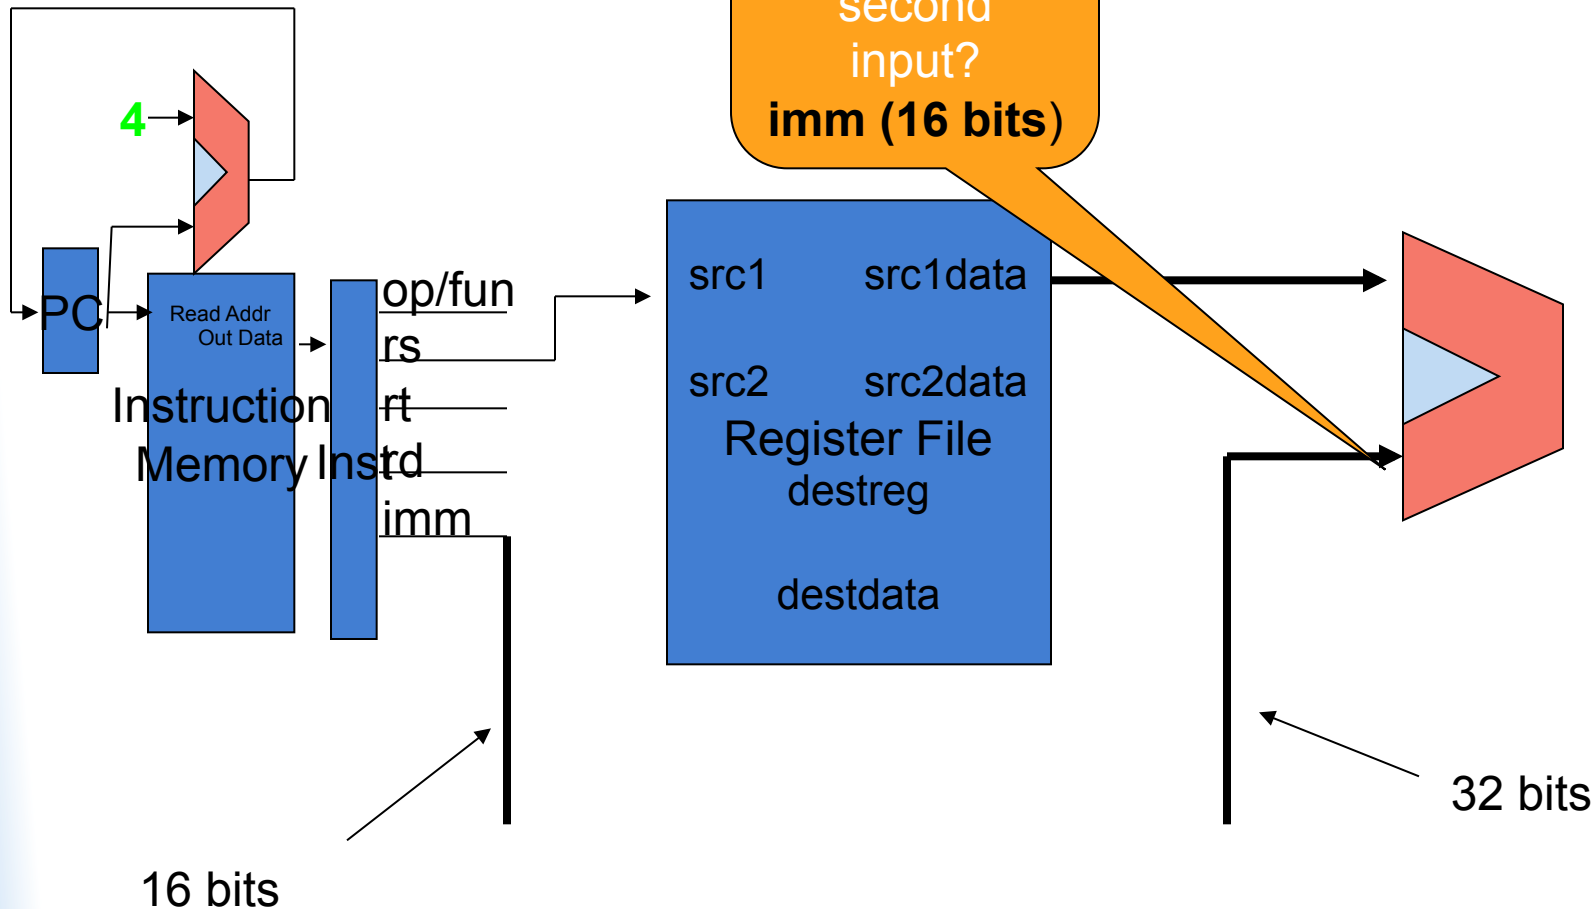 second
input?
imm (16 bits)
4
PC
Read Addr
Out Data
Instruction
Memory
Inst
op/fun
rs
rt
rd
imm
src1
src1data
src2
src2data
Register File
destreg
destdata
16 bits
32 bits